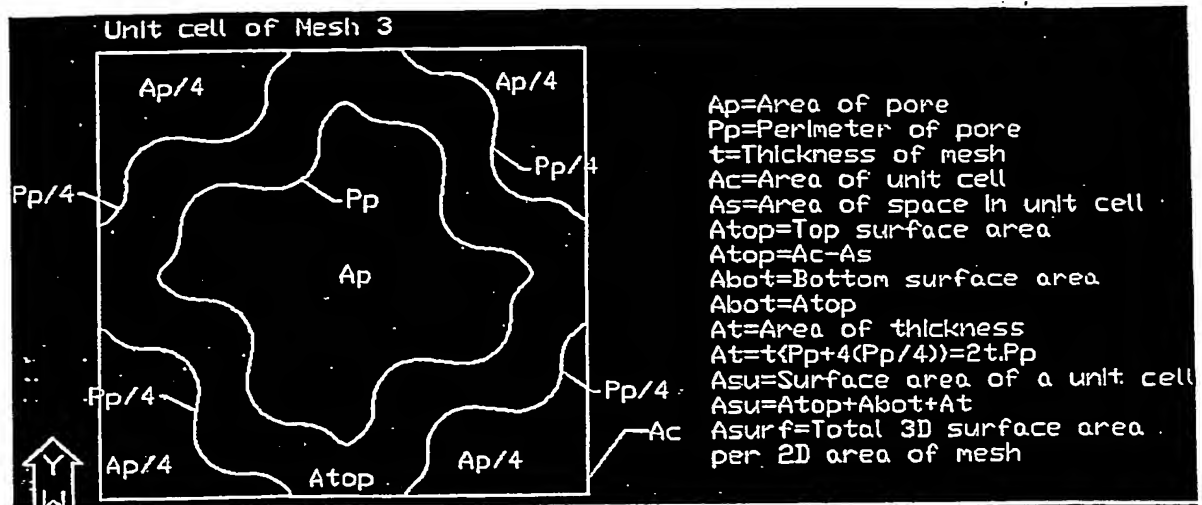 Unit cell of Mesh 3
Ap/4
Ap/4
Pp/4
Pp/4
Pp
Ap
Pp/4
Pp/4
Ap/4
Atop
Ap/4
Ac
Y
W
Ap=Area of pore
Pp=Perimeter of pore
t=Thickness of mesh
Ac=Area of unit cell
As=Area of space in unit cell
Atop=Top surface area
Atop=Ac-As
Abot=Bottom surface area
Abot=Atop
At=Area of thickness
At=t{Pp+4(Pp/4)}=2t.Pp
Asu=Surface area of a unit cell
Asu=Atop+Abot+At
Asurf=Total 3D surface area
per 2D area of mesh